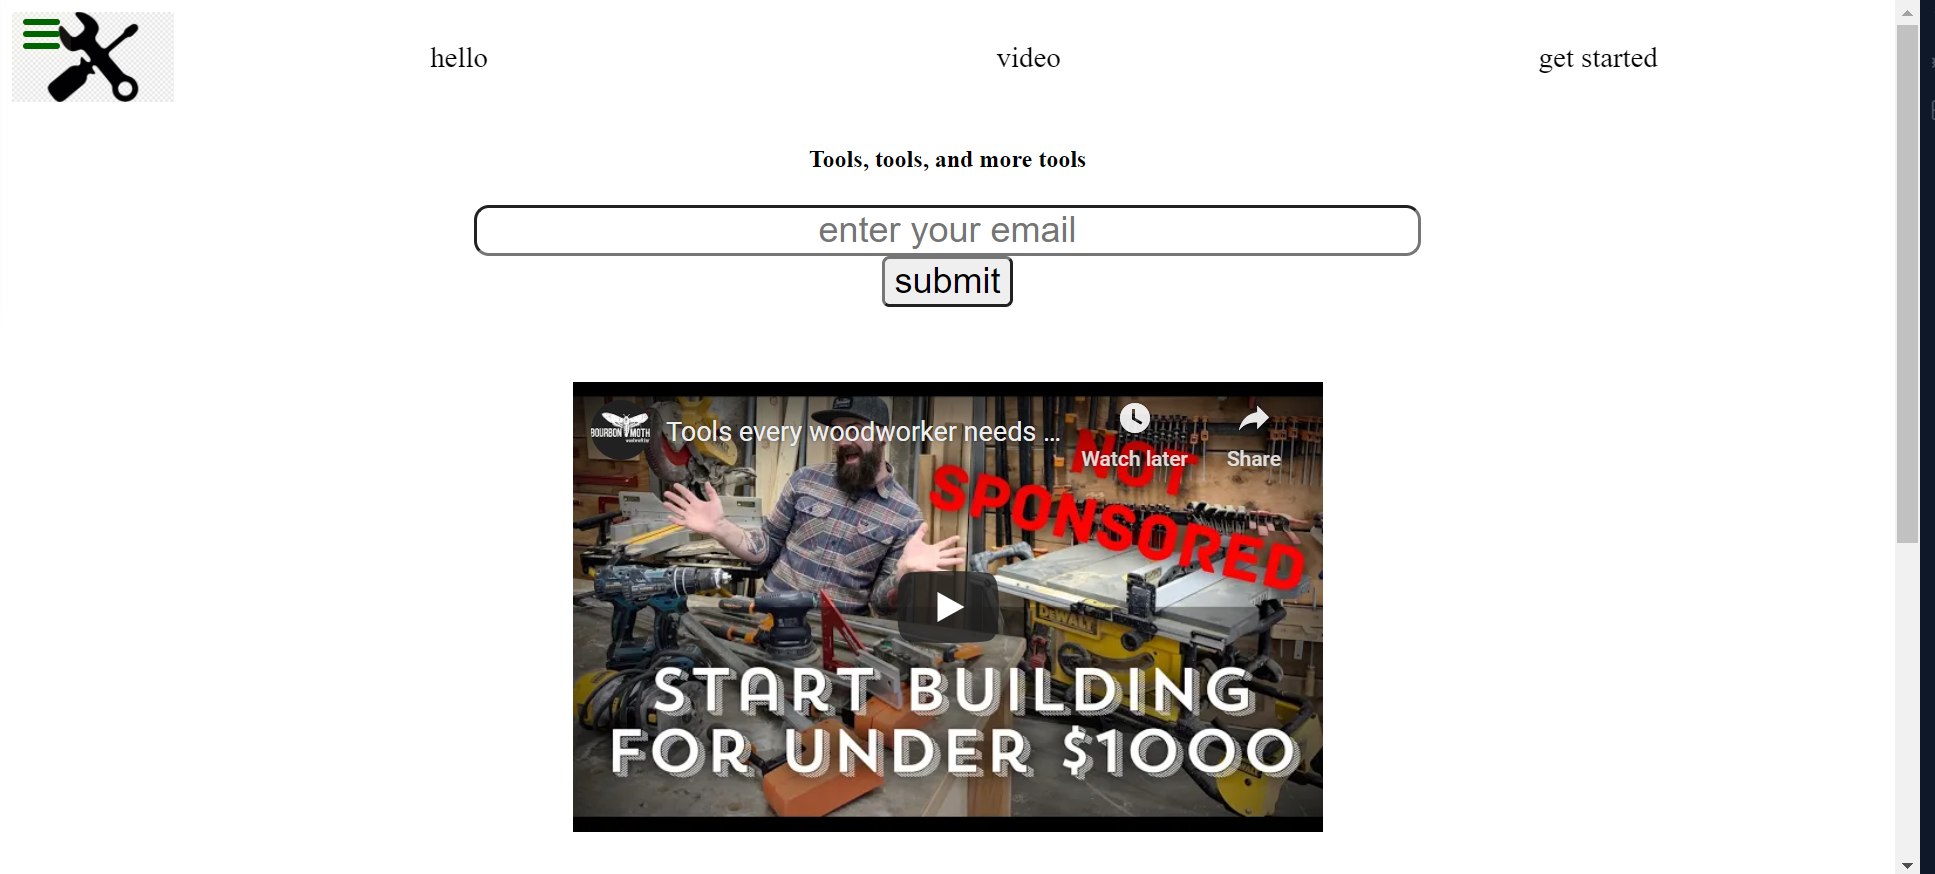 hello
video
get started
Tools, tools, and more tools
enter your email
submit
BOURBON MOTH
Tools every woodworker needs ...
Watch later
Share
NOT
SPONSORED
DEWALT
START BUILDING
FOR UNDER $1000